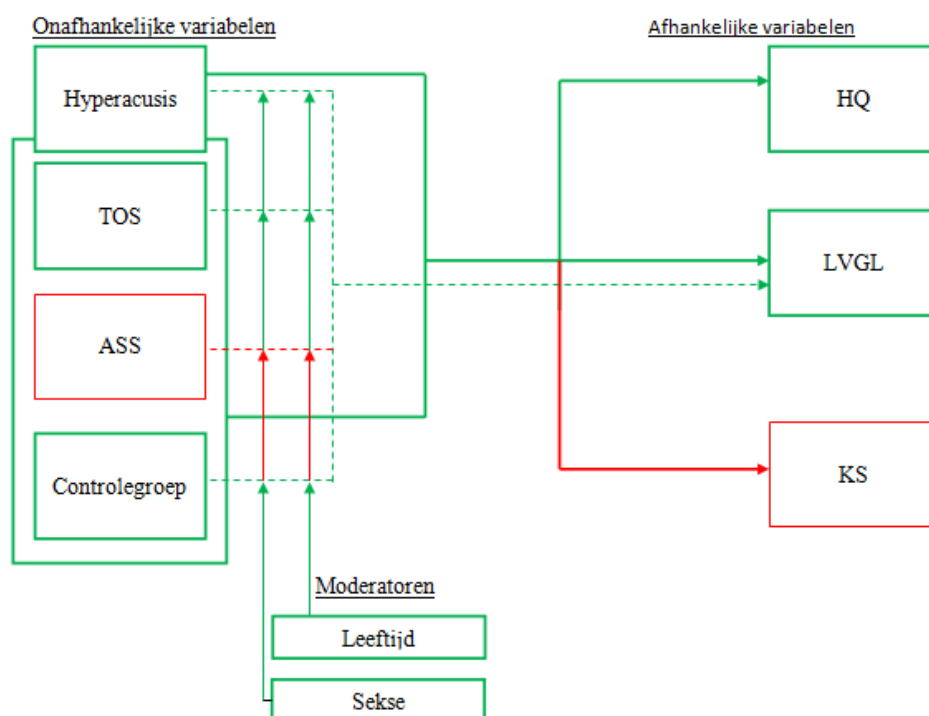 Onafhankelijke variabelen
Afhankelijke variabelen
Hyperacusis
HQ
TOS
LVGL
ASS
KS
Controlegroep
Moderatoren
Leeftijd
Sekse